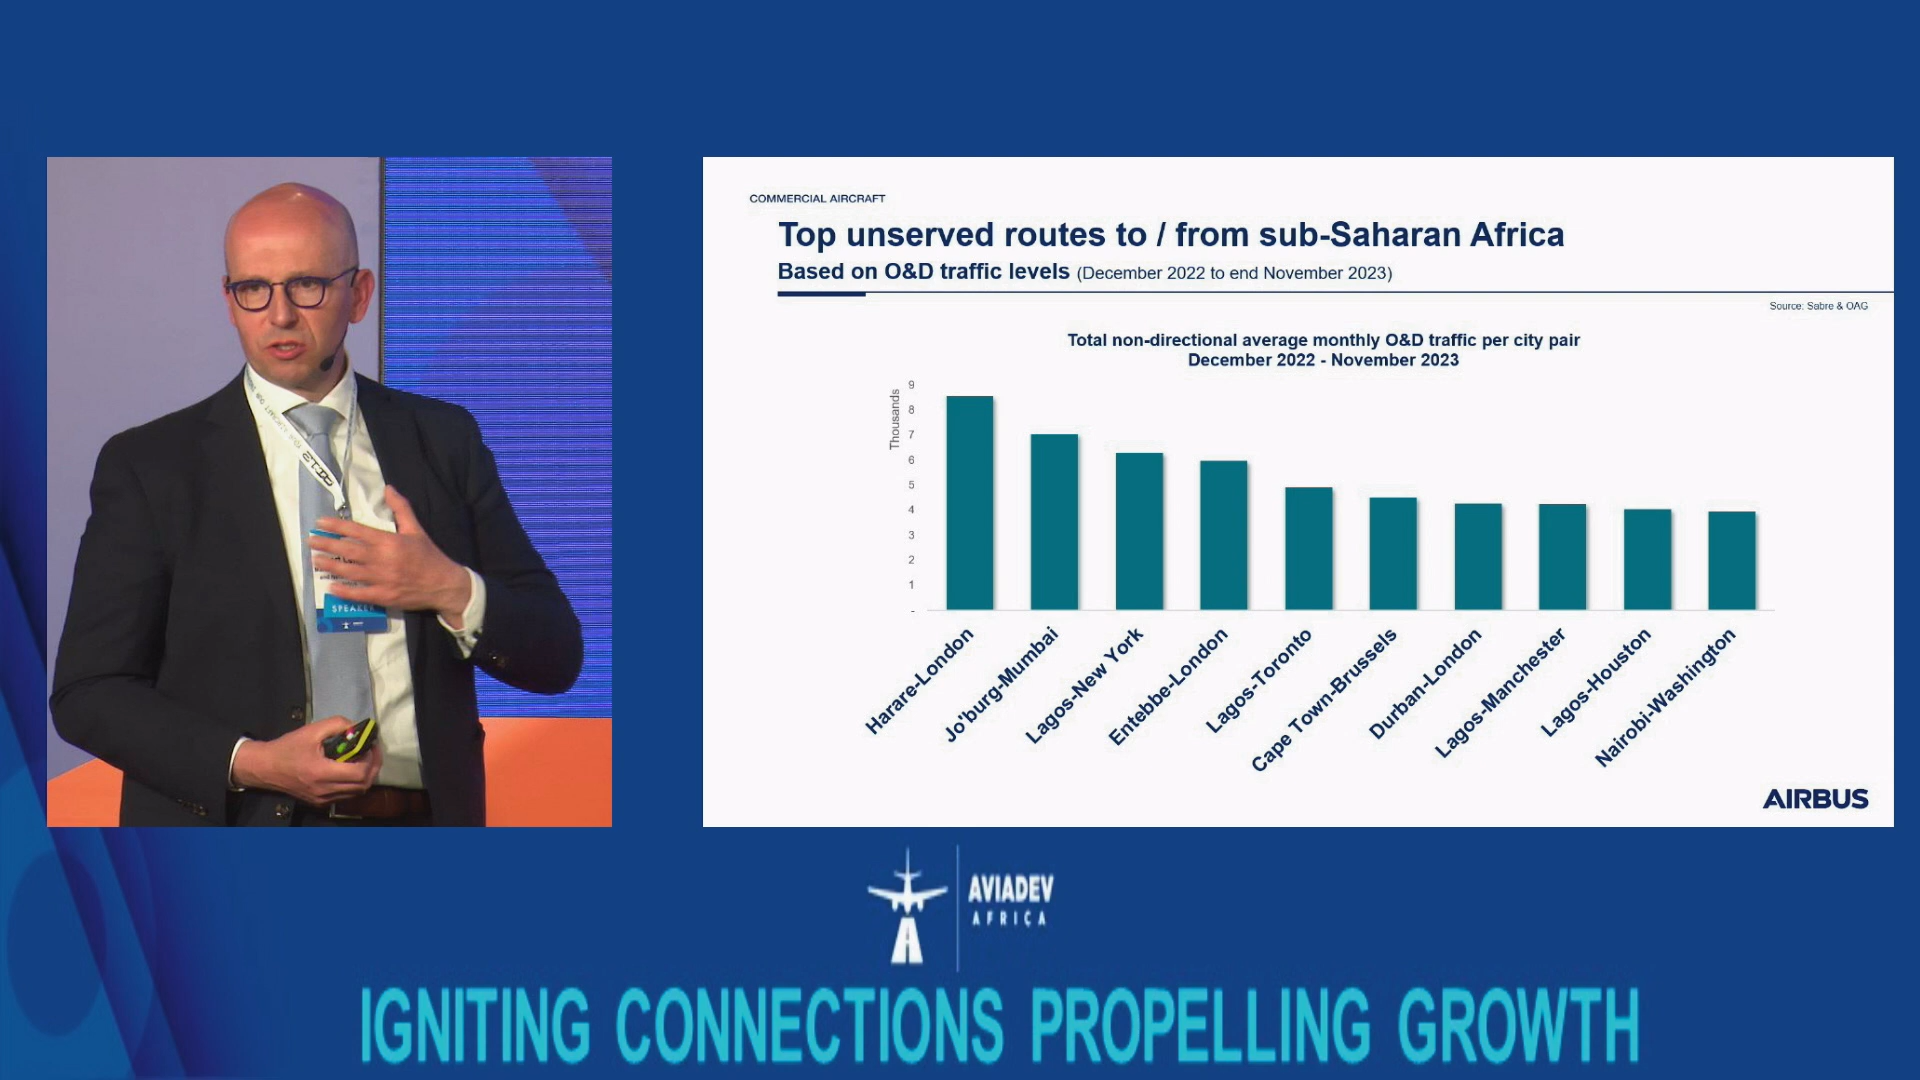 COMMERCIAL AIRCRAFT
Top unserved routes to / from sub-Saharan Africa
Based on O&D traffic levels (December 2022 to end November 2023)
Source: Sabre & OAG
Total non-directional average monthly O&D traffic per city pair
December 2022 - November 2023
Thousands
9
8
7
6
5
4
3
2
1
-
Harare-London
Jo'burg-Mumbai
Lagos-New York
Entebbe-London
Lagos-Toronto
Cape Town-Brussels
Durban-London
Lagos-Manchester
Lagos-Houston
Nairobi-Washington
AIRBUS
SPEAKER
AVIADEV
AFRICA
IGNITING CONNECTIONS PROPELLING GROWTH